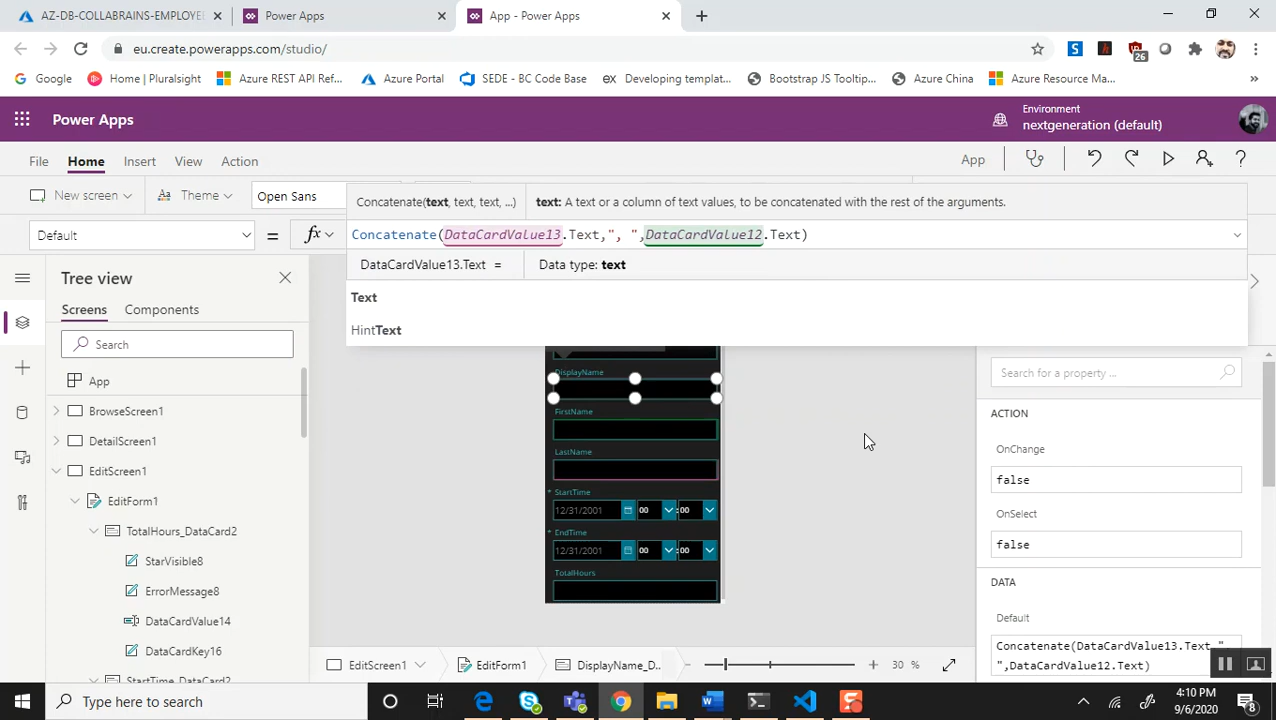 AZ-DB-COLLABRAINS-EMPLOYE
Power Apps
App - Power Apps
eu.create.powerapps.com/studio/
26
Google
Home | Pluralsight
Azure REST API Ref...
Azure Portal
SEDE - BC Code Base
Developing templat...
Bootstrap JS Tooltip...
Azure China
Azure Resource Ma...
Power Apps
Environment
nextgeneration (default)
File
Home
Insert
View
Action
App
New screen
Theme
Open Sans
Concatenate(text, text, text, ...)
text: A text or a column of text values, to be concatenated with the rest of the arguments.
Default
=
fx
Concatenate(DataCardValue13.Text,", ",DataCardValue12.Text)
DataCardValue13.Text =
Data type: text
Text
HintText
Tree view
Screens
Components
Search
App
BrowseScreen1
DetailScreen1
EditScreen1
EditForm1
TotalHours_DataCard2
StarVisible8
ErrorMessage8
DataCardValue14
DataCardKey16
StartTime_DataCard2
DisplayName
FirstName
LastName
* StartTime
12/31/2001 00 : 00
* EndTime
12/31/2001 00 : 00
TotalHours
Search for a property ...
ACTION
OnChange
false
OnSelect
false
DATA
Default
Concatenate(DataCardValue13.Text,"
",DataCardValue12.Text)
EditScreen1
EditForm1
DisplayName_D...
30 %
Type here to search
4:10 PM
9/6/2020
8